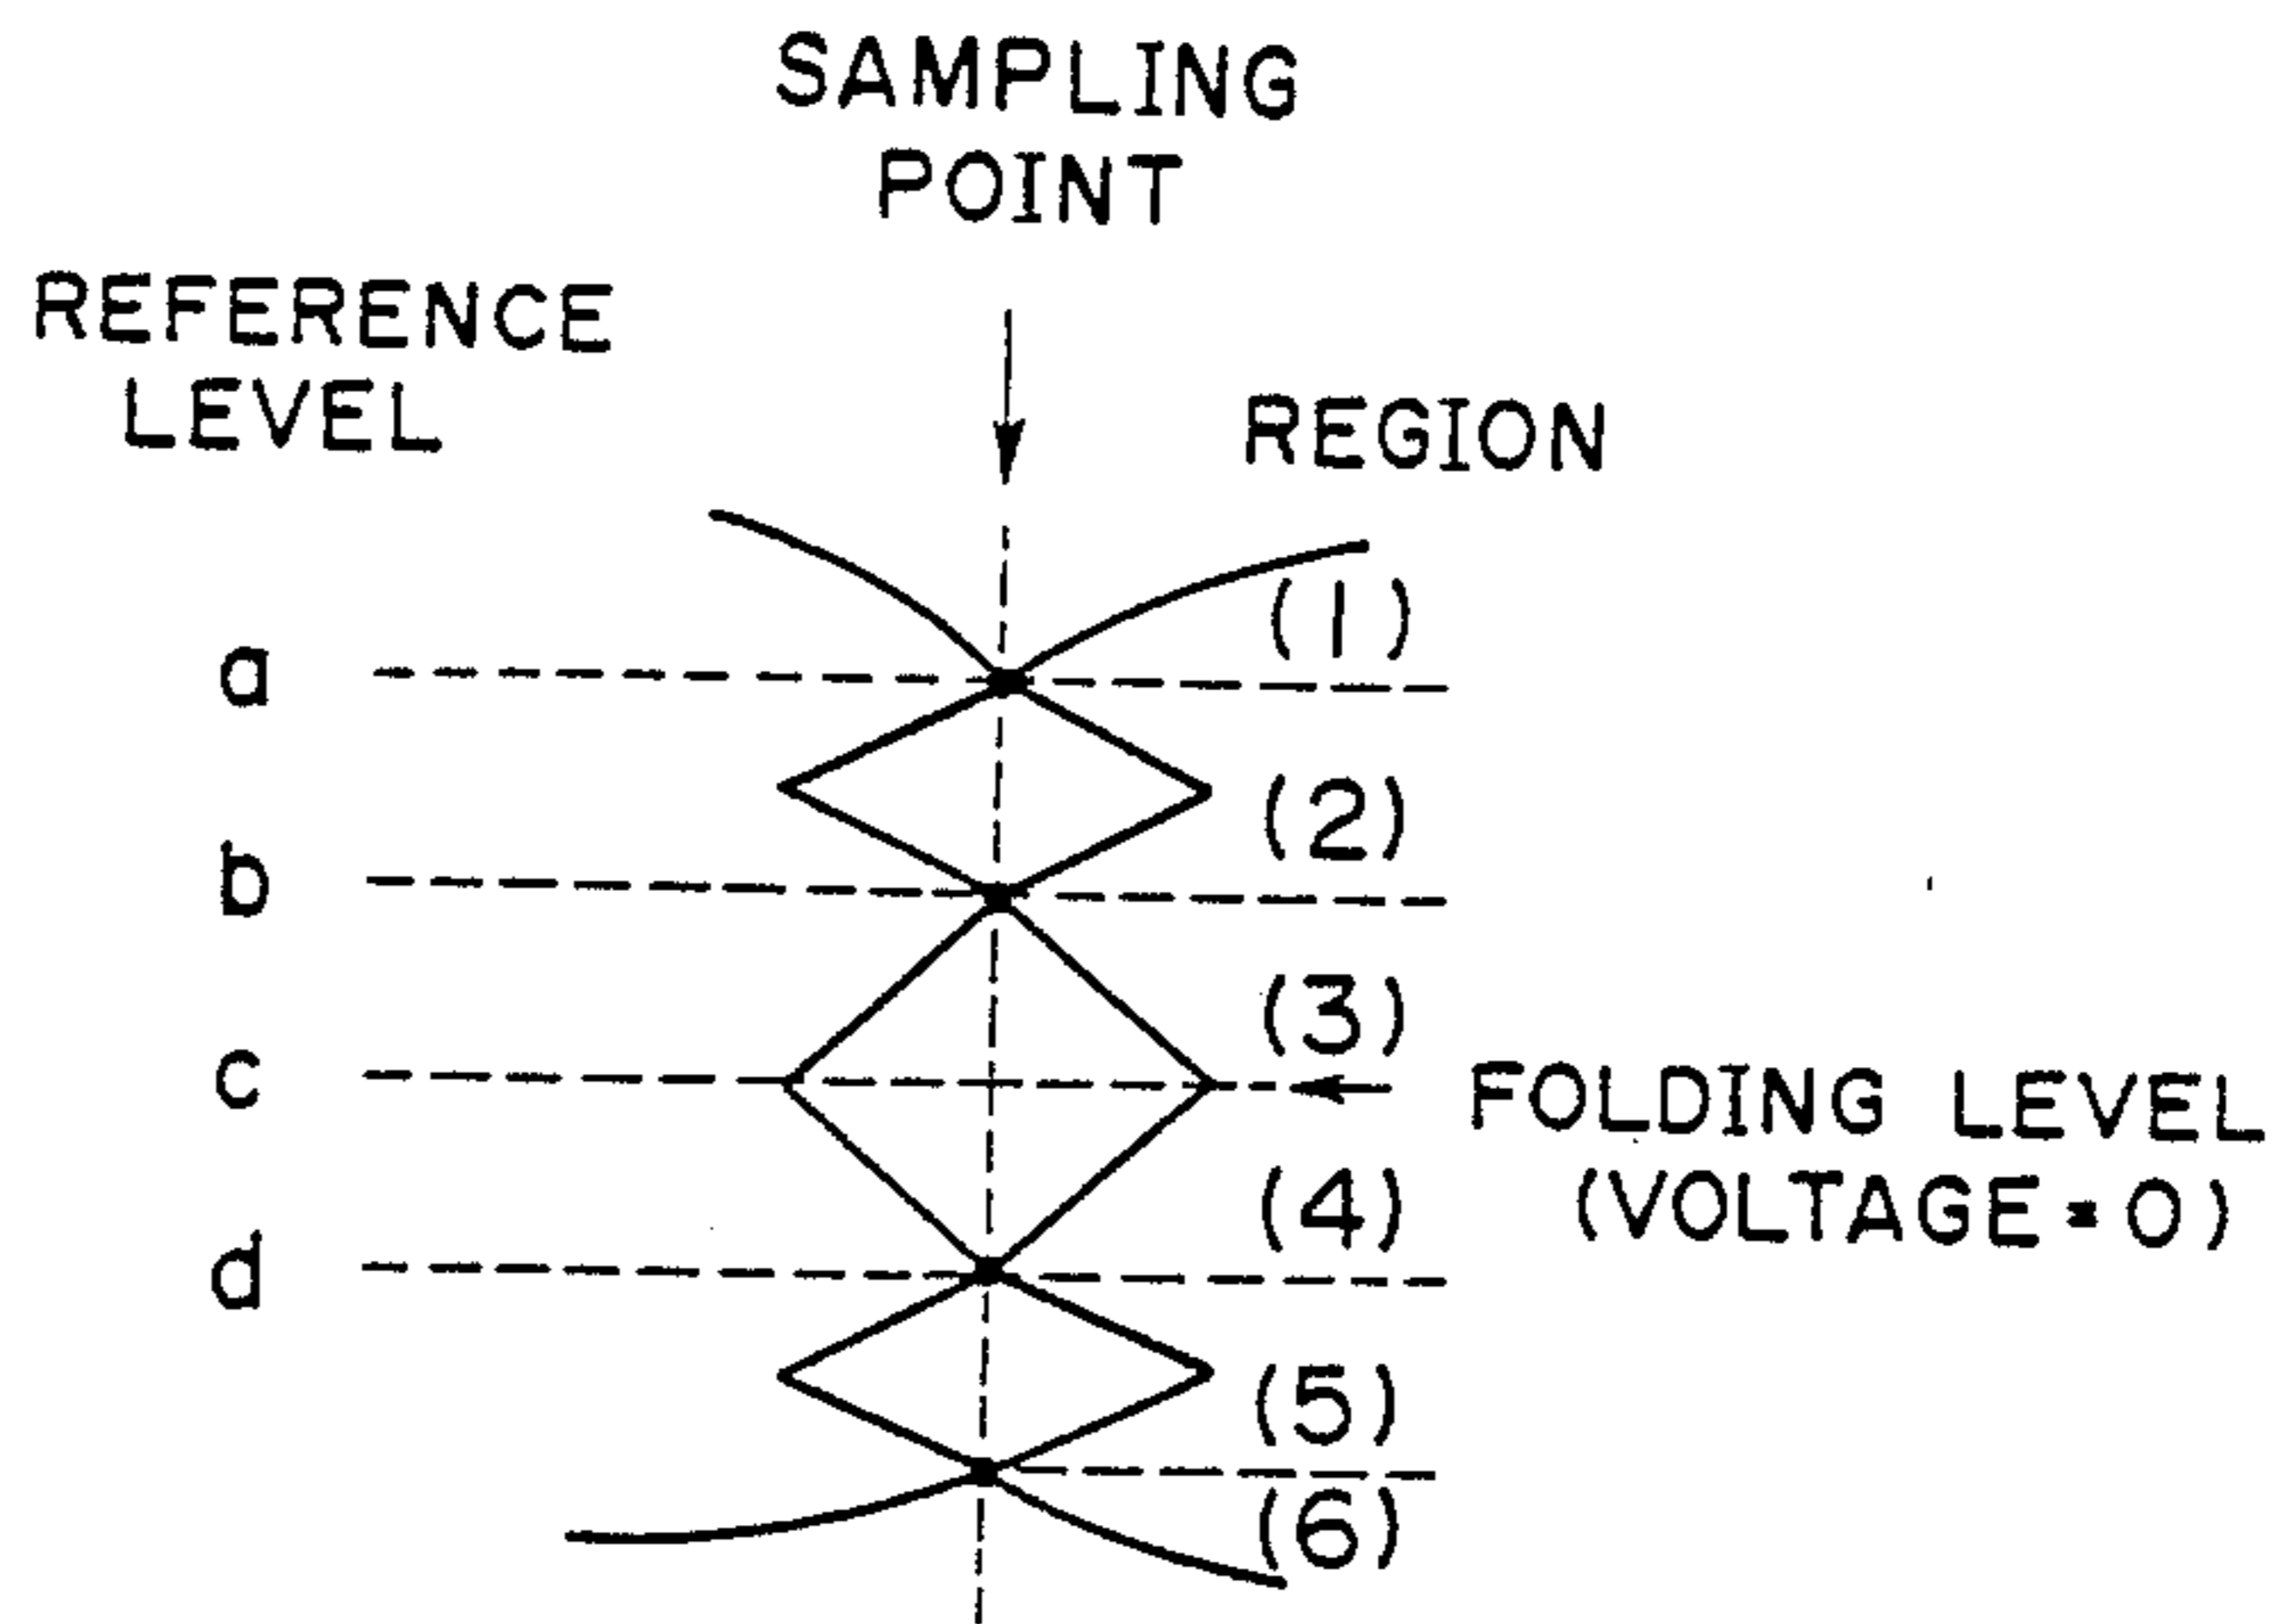 SAMPLING
POINT
REFERENCE
LEVEL
REGION
(1)
a
(2)
b
(3)
c
FOLDING LEVEL
(VOLTAGE = 0)
(4)
d
(5)
(6)